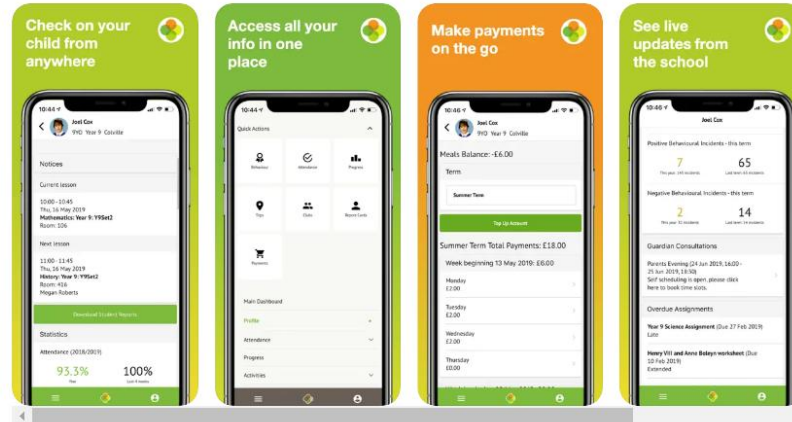 Check on your
child from
anywhere
10:44
Joel Cox
9YO Year 9 Colville
Notices
Current lesson
10:00 - 10:45
Thu, 16 May 2019
Mathematics: Year 9: Y9Set2
Room: 106
Next lesson
11:00 - 11:45
Thu, 16 May 2019
History: Year 9: Y9Set2
Room: 416
Megan Roberts
Download Student Reports
Statistics
Attendance (2018/2019)
93.3% 100%
Year Last 4 weeks
Access all your
info in one
place
10:44
Quick Actions
Behaviour Attendance Progress
Trips Clubs Report Cards
Payments
Main Dashboard
Profile
Attendance
Progress
Activities
Make payments
on the go
10:46
Joel Cox
9YO Year 9 Colville
Meals Balance: -£6.00
Term
Summer Term
Top Up Account
Summer Term Total Payments: £18.00
Week beginning 13 May 2019: £6.00
Monday
£2.00
Tuesday
£2.00
Wednesday
£2.00
Thursday
£0.00
See live
updates from
the school
10:46
Joel Cox
Positive Behavioural Incidents - this term
7 65
Negative Behavioural Incidents - this term
2 14
Guardian Consultations
Parents Evening (24 Jun 2019, 16:00 -
25 Jun 2019, 18:30)
Self scheduling is open, please click
here to book time slots.
Overdue Assignments
Year 9 Science Assignment (Due 27 Feb 2019)
Late
Henry VIII and Anne Boleyn worksheet (Due
10 Feb 2019)
Extended